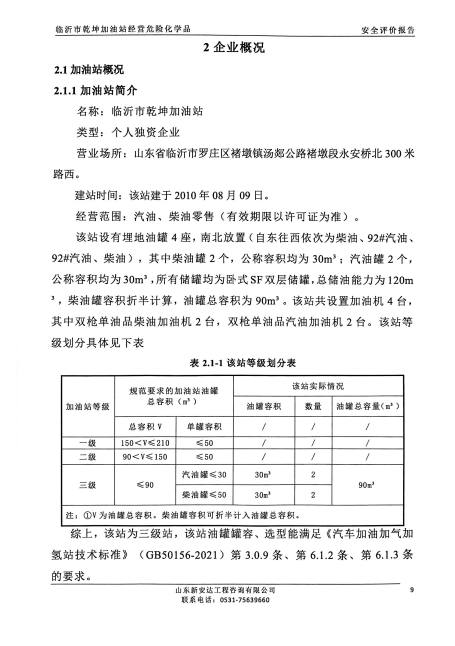 临沂市乾坤加油站经营危险化学品 安全评价报告
2 企业概况
2.1 加油站概况
2.1.1 加油站简介
名称：临沂市乾坤加油站
类型：个人独资企业
营业场所：山东省临沂市罗庄区褚墩镇汤郯公路褚墩段永安桥北 300 米
路西。
建站时间：该站建于 2010 年 08 月 09 日。
经营范围：汽油、柴油零售（有效期限以许可证为准）。
该站设有埋地油罐 4 座，南北放置（自东往西依次为柴油、92#汽油、
92#汽油、柴油），其中柴油罐 2 个，公称容积均为 30m³；汽油罐 2 个，
公称容积均为 30m³，所有储罐均为卧式 SF 双层储罐，总储油能力为 120m
³，柴油罐容积折半计算，油罐总容积为 90m³。该站共设置加油机 4 台，
其中双枪单油品柴油加油机 2 台，双枪单油品汽油加油机 2 台。该站等
级划分具体见下表
表 2.1-1 该站等级划分表
加油站等级 规范要求的加油站油罐总容积（m³） 该站实际情况
油罐容积 数量 油罐总容量(m³)
总容积 V 单罐容积 / / /
一级 150<V≤210 ≤50 / / /
二级 90<V≤150 ≤50 / / /
三级 ≤90 汽油罐≤30 30m³ 2 90m³
柴油罐≤50 30m³ 2
注：①V 为油罐总容积。柴油罐容积可折半计入油罐总容积。
综上，该站为三级站，该站油罐罐容、选型能满足《汽车加油加气加
氢站技术标准》（GB50156-2021）第 3.0.9 条、第 6.1.2 条、第 6.1.3 条
的要求。
山东新安达工程咨询有限公司 9
联系电话：0531-75639660